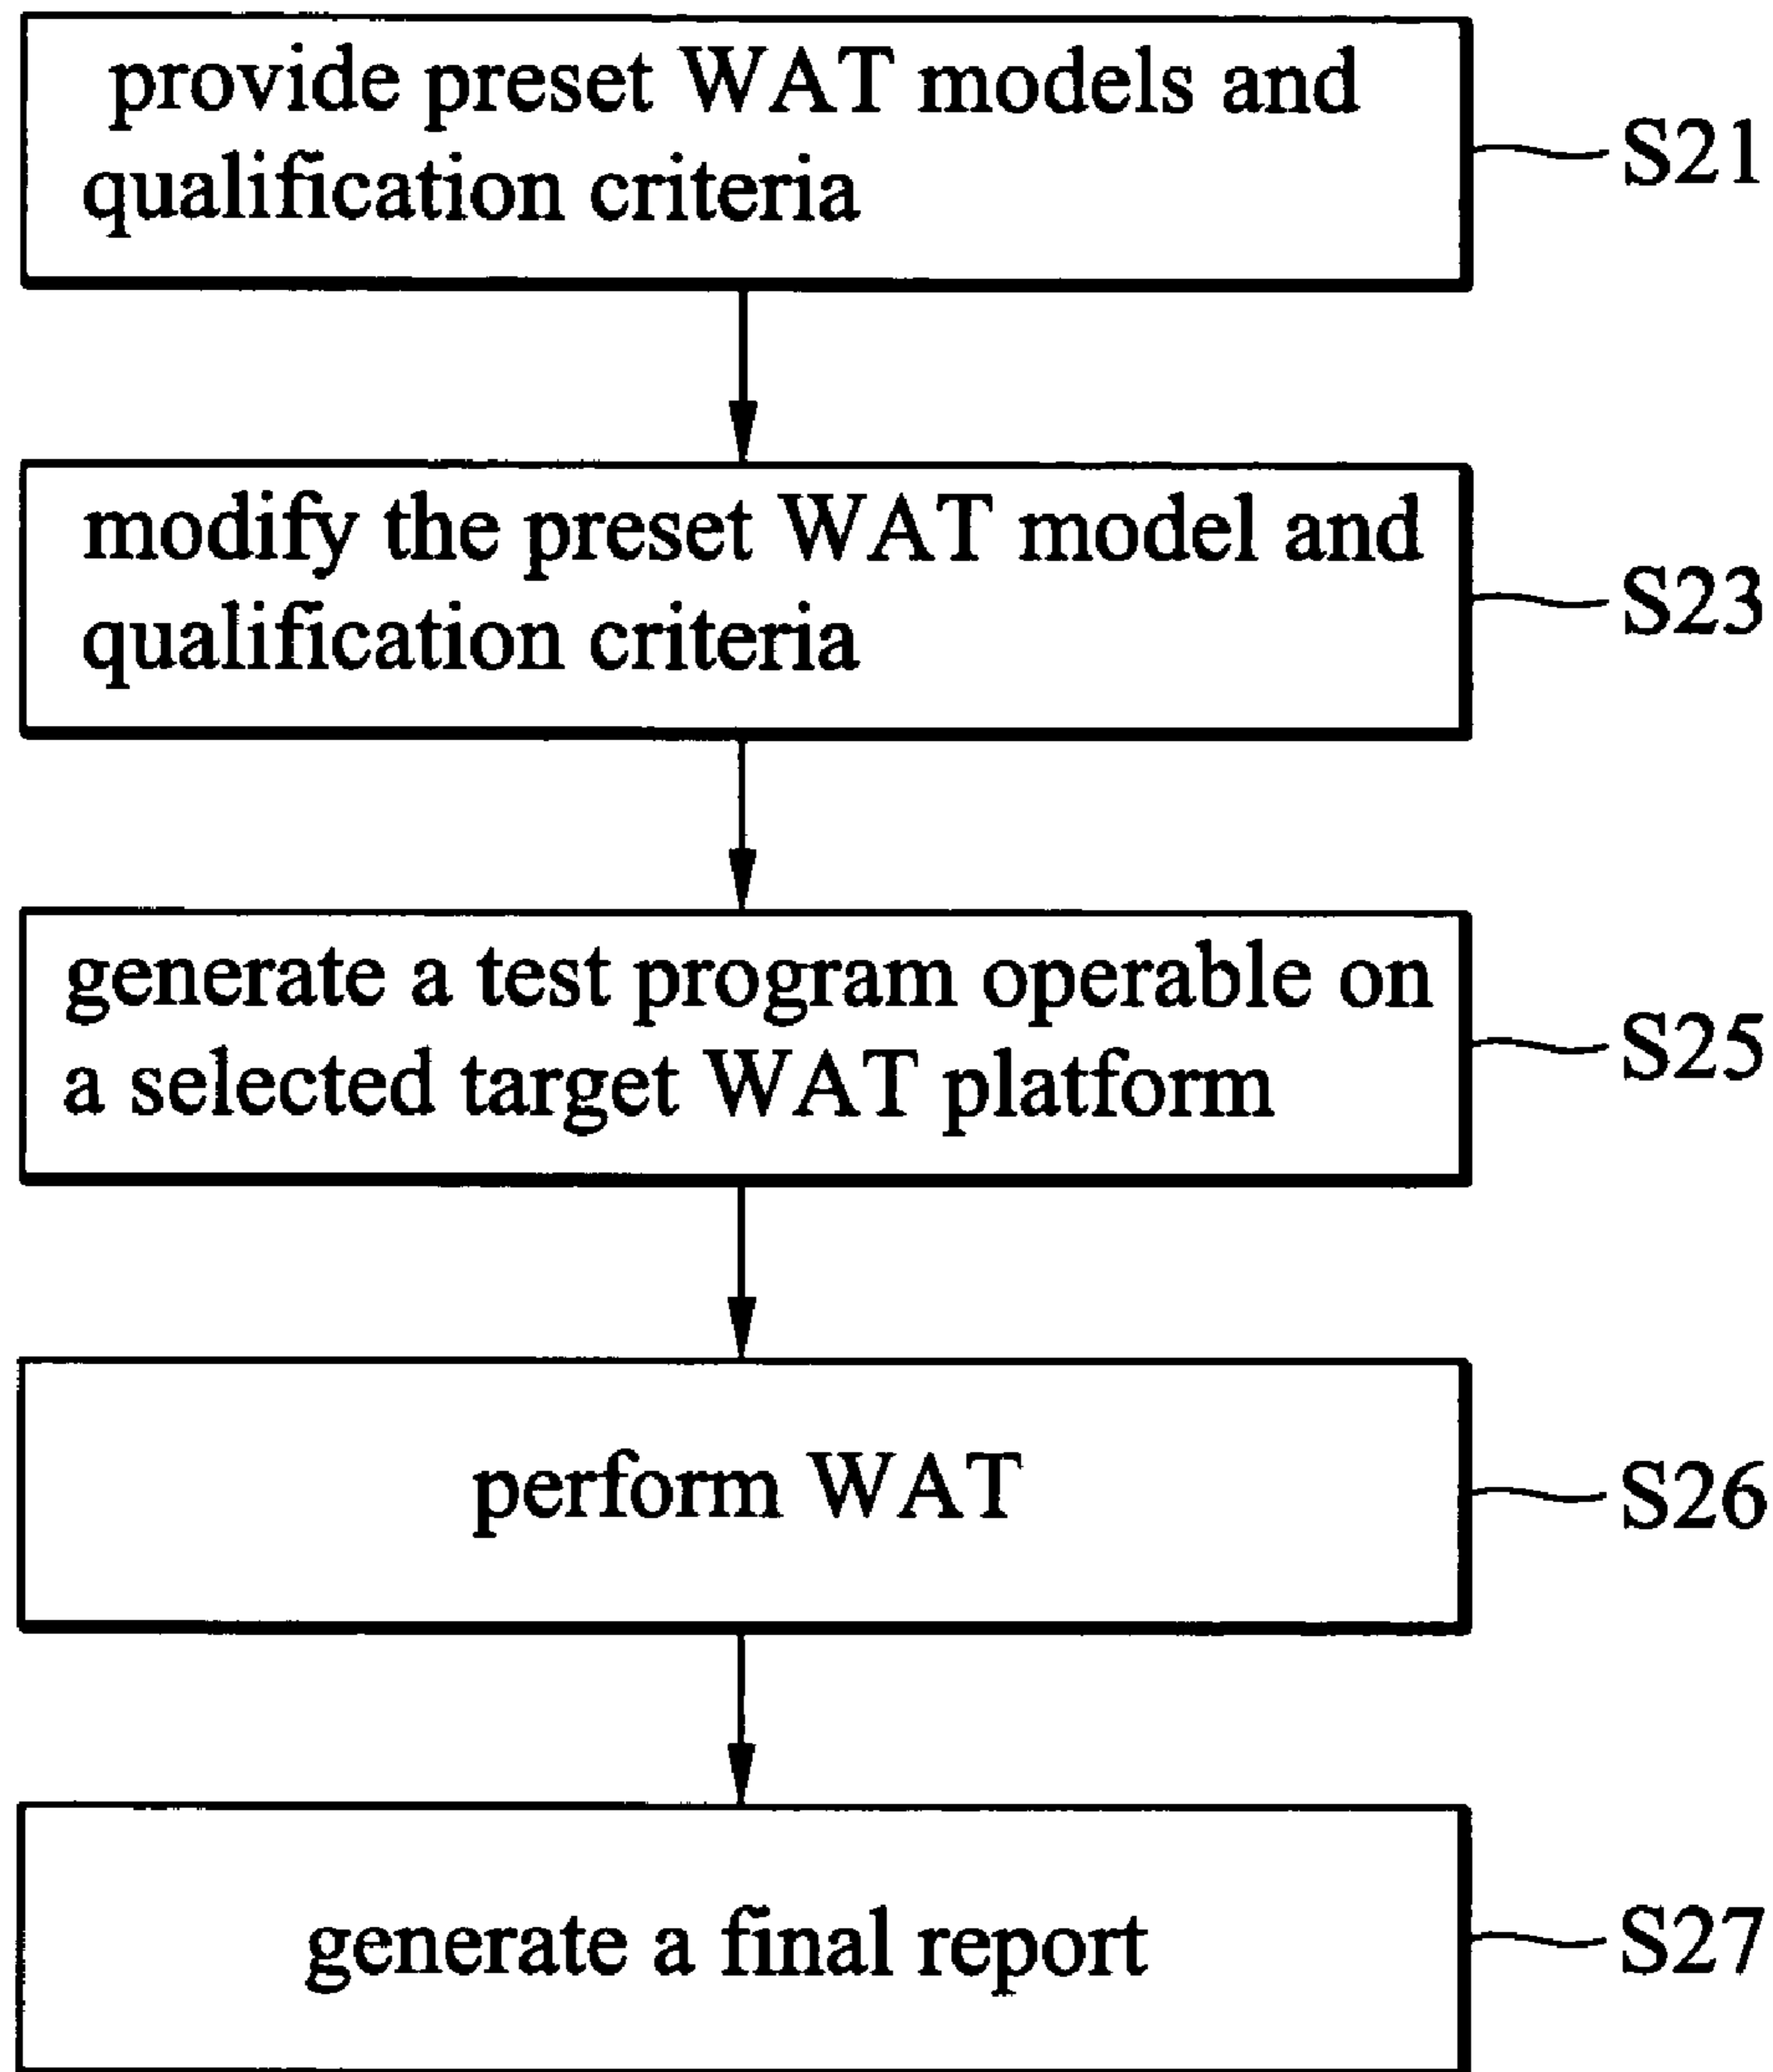 provide preset WAT models and
qualification criteria
S21
modify the preset WAT model and
qualification criteria
S23
generate a test program operable on
a selected target WAT platform
S25
perform WAT
S26
generate a final report
S27